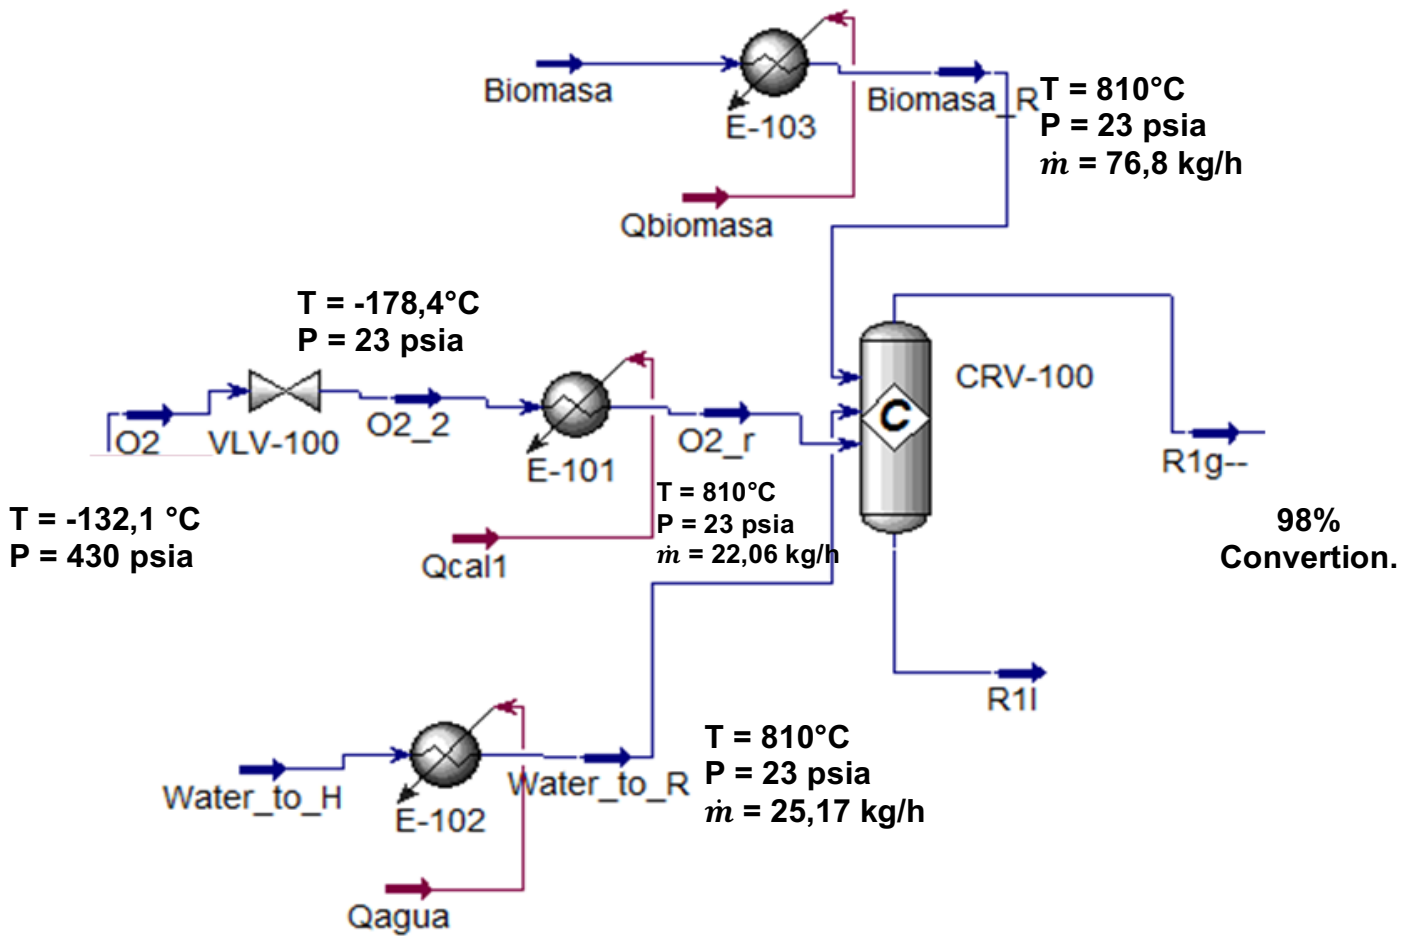 Biomasa
E-103
Biomasa_R
T = 810°C
P = 23 psia
ṁ = 76,8 kg/h
Qbiomasa
T = -178,4°C
P = 23 psia
O2
VLV-100
O2_2
E-101
O2_r
CRV-100
C
R1g--
T = -132,1 °C
P = 430 psia
Qcal1
T = 810°C
P = 23 psia
ṁ = 22,06 kg/h
98%
Convertion.
R1l
Water_to_H
E-102
Water_to_R
T = 810°C
P = 23 psia
ṁ = 25,17 kg/h
Qagua